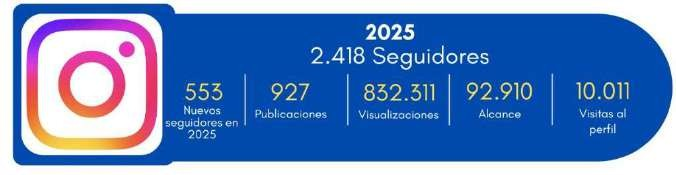 2025
2.418 Seguidores
553
Nuevos
seguidores en
2025
927
Publicaciones
832.311
Visualizaciones
92.910
Alcance
10.011
Visitas al
perfil